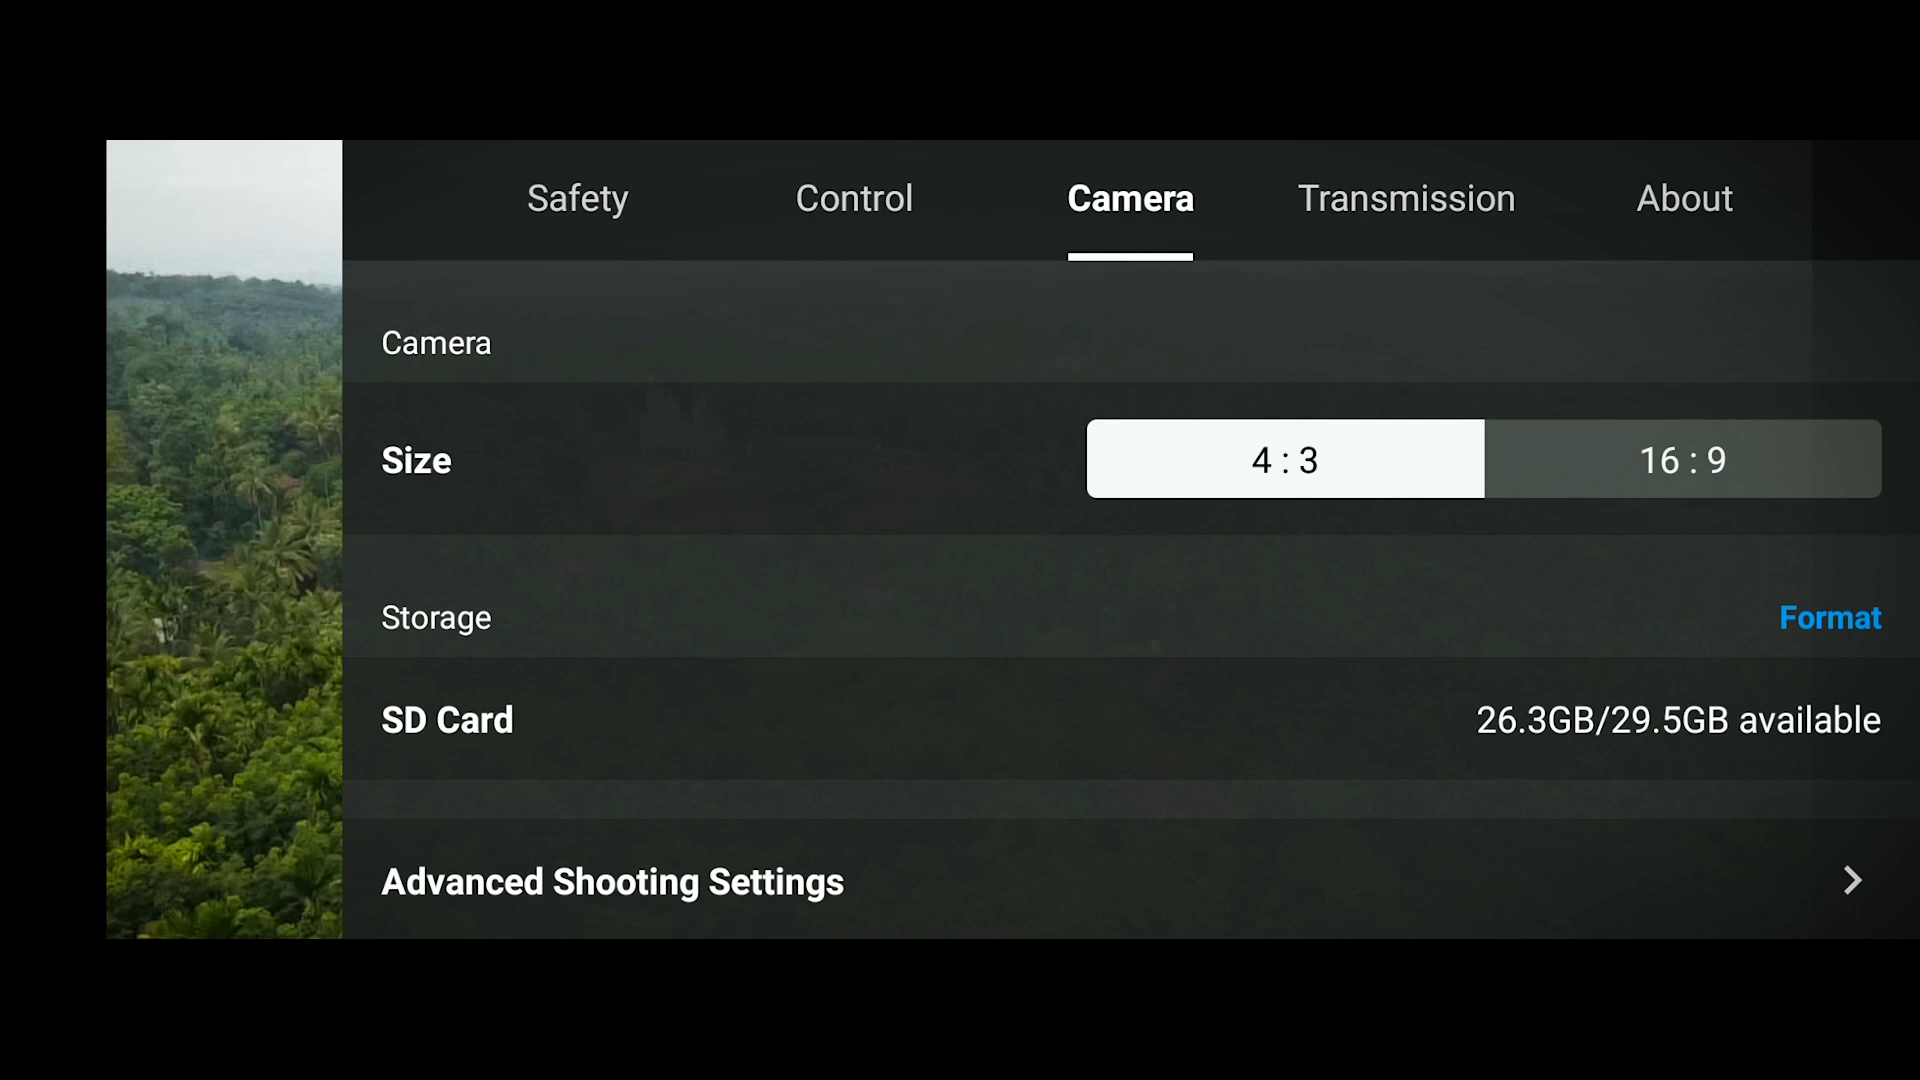 Safety Control Camera Transmission About
Camera
Size 4 : 3 16 : 9
Storage Format
SD Card 26.3GB/29.5GB available
Advanced Shooting Settings